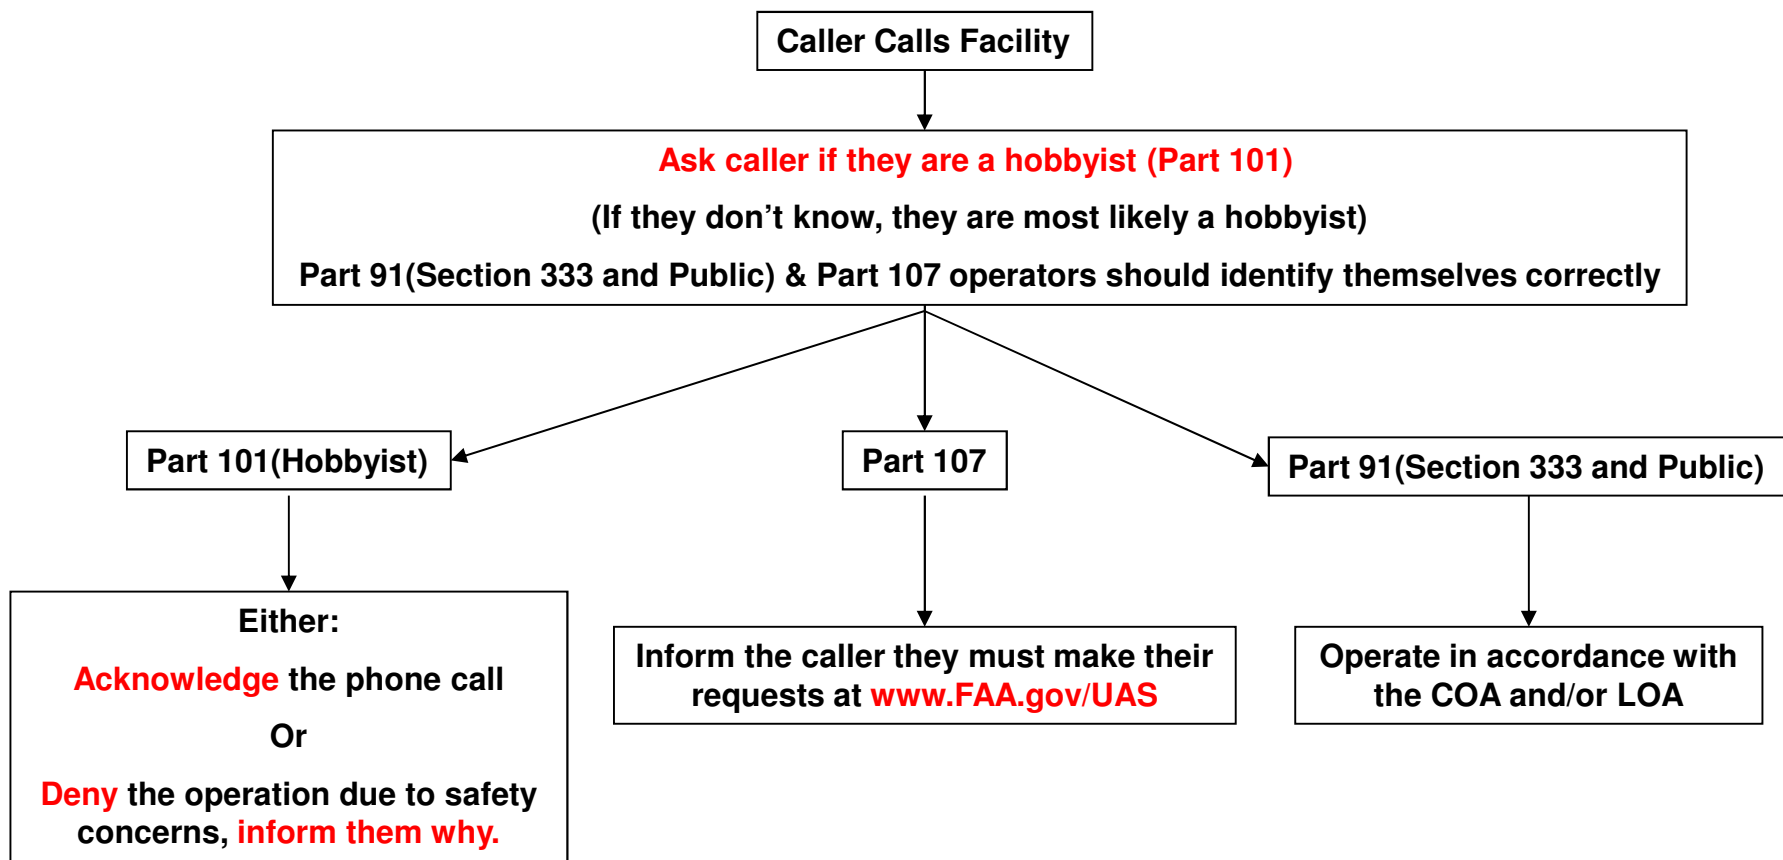 Caller Calls Facility
Ask caller if they are a hobbyist (Part 101)
(If they don’t know, they are most likely a hobbyist)
Part 91(Section 333 and Public) & Part 107 operators should identify themselves correctly
Part 101(Hobbyist)
Part 107
Part 91(Section 333 and Public)
Either:
Acknowledge the phone call
Or
Deny the operation due to safety
concerns, inform them why.
Inform the caller they must make their
requests at www.FAA.gov/UAS
Operate in accordance with
the COA and/or LOA